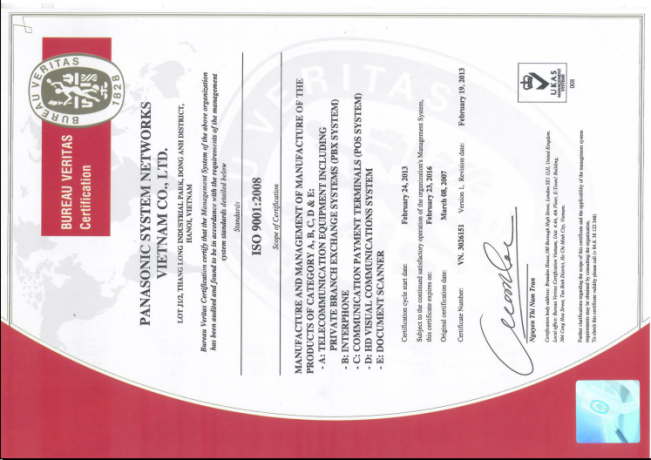 BUREAU VERITAS
1828
BUREAU VERITAS
Certification
PANASONIC SYSTEM NETWORKS
VIETNAM CO., LTD.
LOT J1/2, THANG LONG INDUSTRIAL PARK, DONG ANH DISTRICT,
HANOI, VIETNAM
Bureau Veritas Certification certify that the Management System of the above organization
has been audited and found to be in accordance with the requirements of the management
system standards detailed below
Standards
ISO 9001:2008
Scope of Certification
MANUFACTURE AND MANAGEMENT OF MANUFACTURE OF THE
PRODUCTS OF CATEGORY A, B, C, D & E:
- A: TELECOMMUNICATION EQUIPMENT INCLUDING
PRIVATE BRANCH EXCHANGE SYSTEMS (PBX SYSTEM)
- B: INTERPHONE
- C: COMMUNICATION PAYMENT TERMINALS (POS SYSTEM)
- D: HD VISUAL COMMUNICATIONS SYSTEM
- E: DOCUMENT SCANNER
Certification cycle start date: February 24, 2013
Subject to the continued satisfactory operation of the organization's Management System,
this certificate expires on: February 23, 2016
Original certification date: March 08, 2007
Certificate Number: VN. 3026151 Version 1, Revision date: February 19, 2013
Nguyen Thi Nam Tran
Certification body address: Brandon House, 180 Borough High Street, London SE1 1LB, United Kingdom.
Local office: Bureau Veritas Certification Vietnam, 4th Floor, E-Town1 Building,
364 Cong Hoa Street, Tan Binh District, Ho Chi Minh City, Vietnam.
Further clarifications regarding the scope of this certificate and the applicability of the management system
requirements may be obtained by consulting the organization.
To check this certificate validity please call
UKAS
MANAGEMENT
SYSTEMS
008